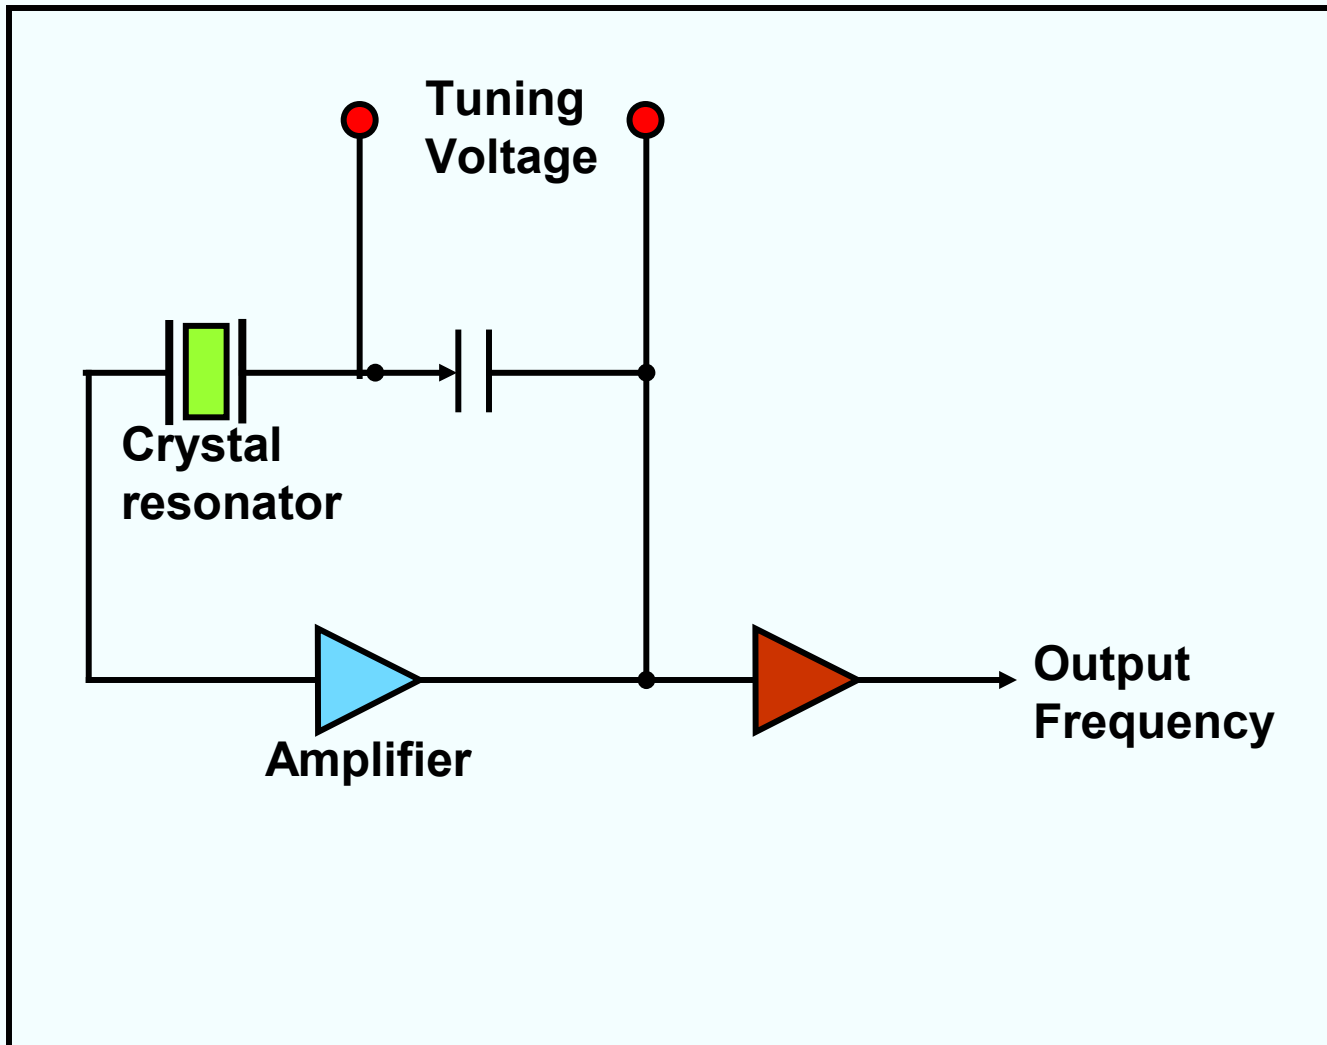 Tuning
Voltage
Crystal
resonator
Amplifier
Output
Frequency